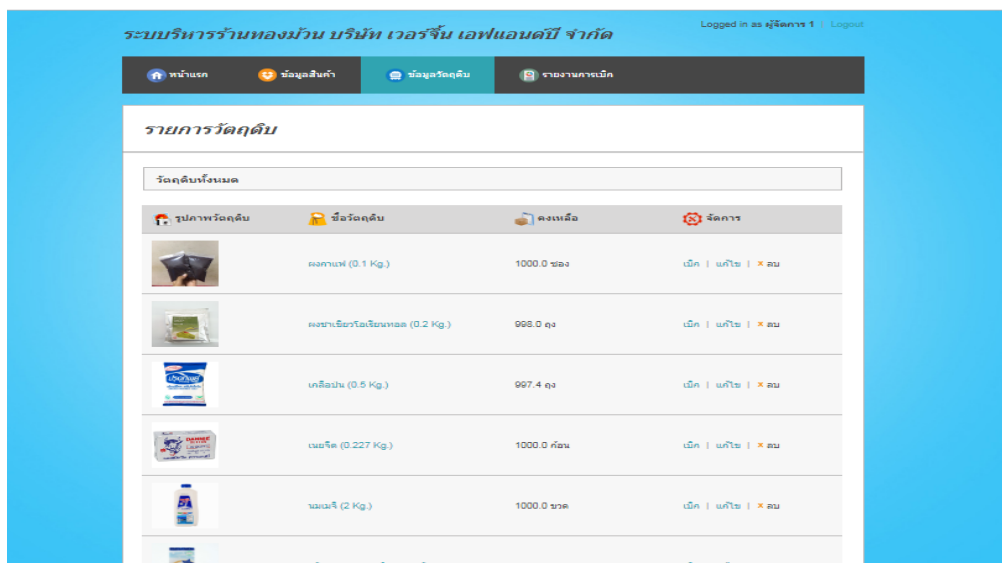 Logged in as ผู้จัดการ 1 | Logout
ระบบบริหารร้านทองม้วน บริษัท เวอร์จิ้น เอฟแอนด์บี จำกัด
หน้าแรก ข้อมูลสินค้า ข้อมูลวัตถุดิบ รายงานการเบิก
รายการวัตถุดิบ
วัตถุดิบทั้งหมด
รูปภาพวัตถุดิบ ชื่อวัตถุดิบ คงเหลือ จัดการ
ผงกาแฟ (0.1 Kg.) 1000.0 ซอง เบิก | แก้ไข | × ลบ
ผงชาเขียวโอเรียนทอล (0.2 Kg.) 998.0 ถุง เบิก | แก้ไข | × ลบ
เกลือป่น (0.5 Kg.) 997.4 ถุง เบิก | แก้ไข | × ลบ
เนยจืด (0.227 Kg.) 1000.0 ก้อน เบิก | แก้ไข | × ลบ
นมเมจิ (2 Kg.) 1000.0 ขวด เบิก | แก้ไข | × ลบ